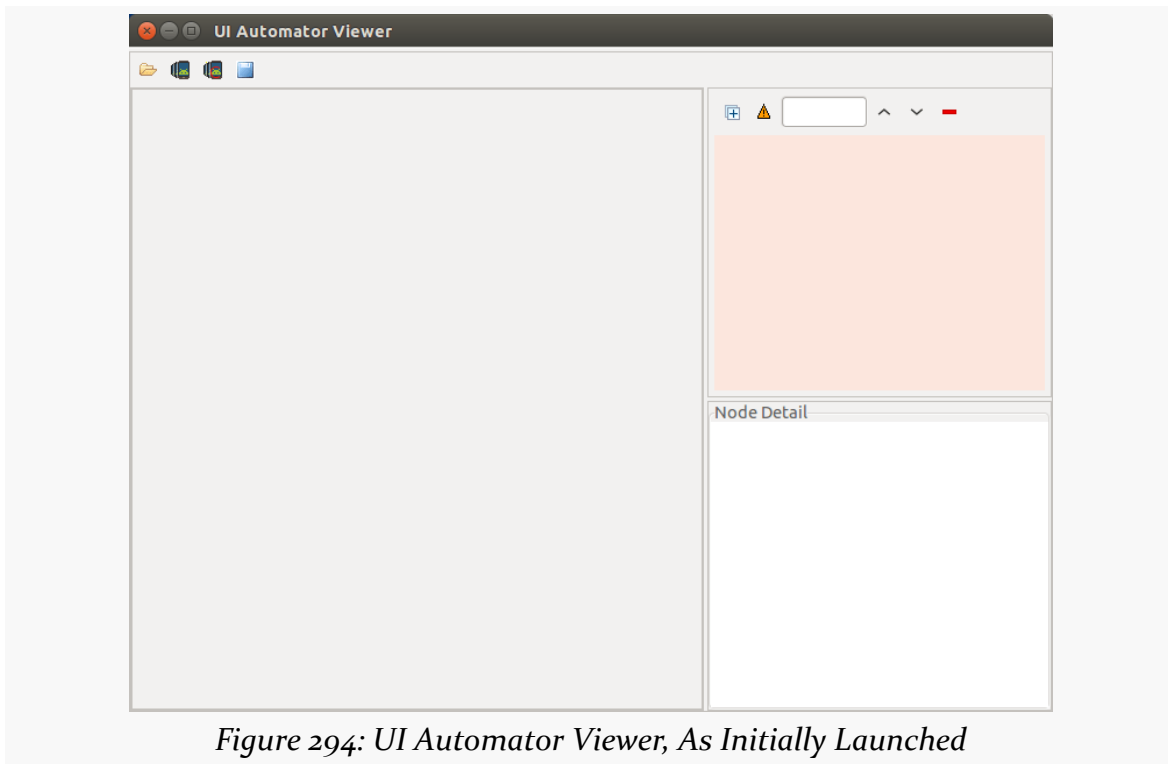 UI Automator Viewer
Node Detail
Figure 294: UI Automator Viewer, As Initially Launched